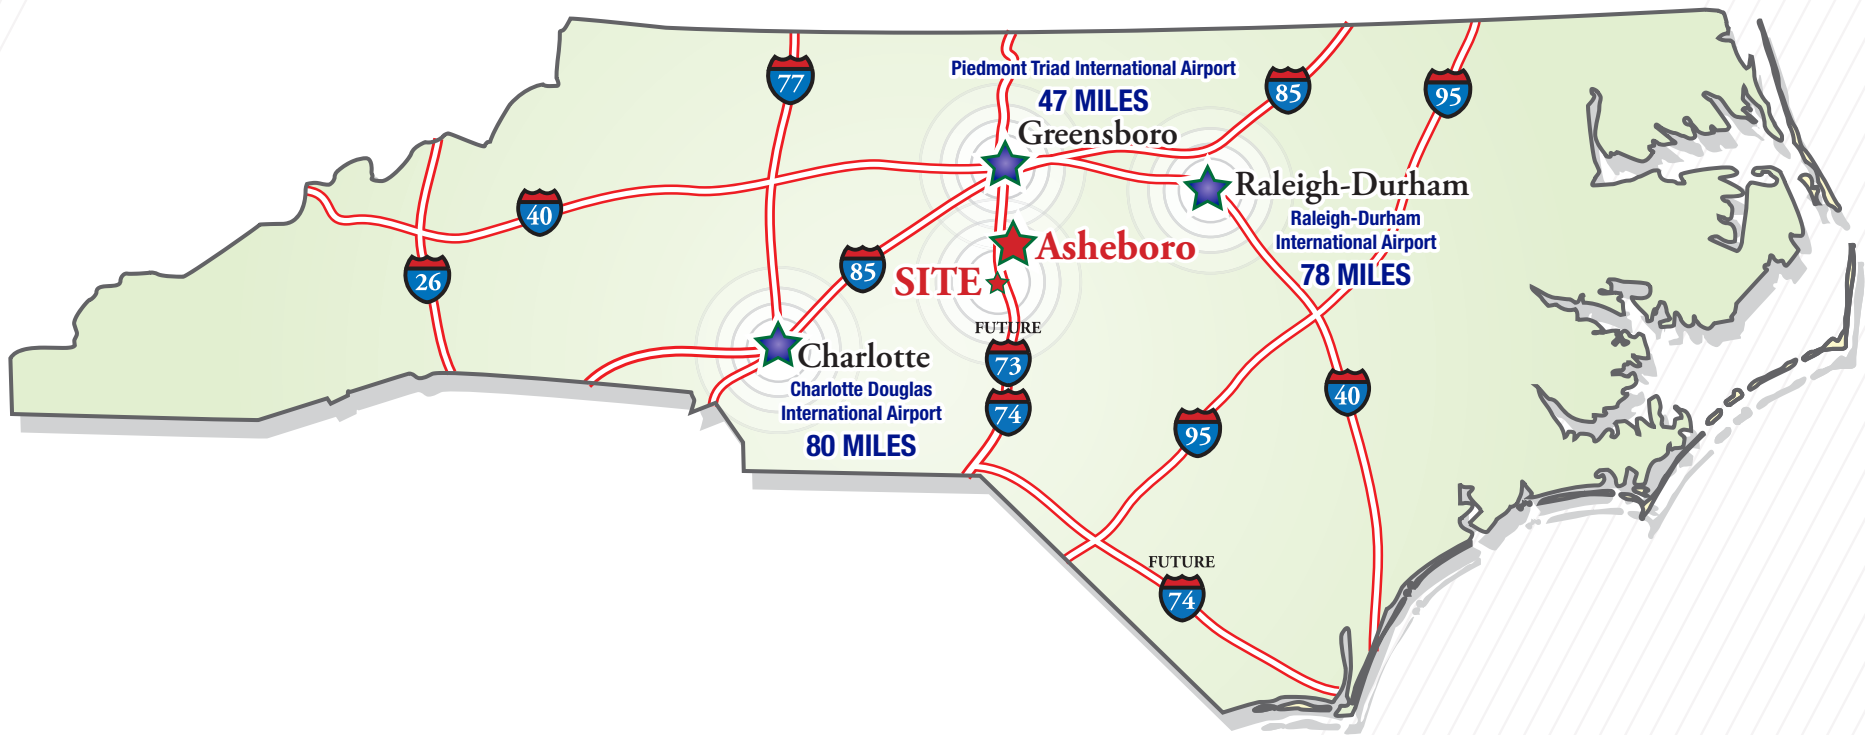 77
Piedmont Triad International Airport
47 MILES
Greensboro
85
95
40
Raleigh-Durham
Raleigh-Durham
International Airport
78 MILES
Asheboro
SITE
85
26
FUTURE
73
74
Charlotte
Charlotte Douglas
International Airport
80 MILES
40
95
FUTURE
74